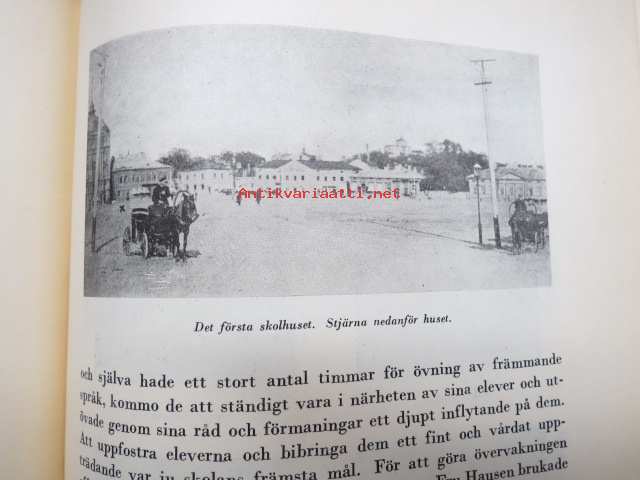 Antikvariaatti.com
Det första skolhuset. Stjärna nedanför huset.
och själva hade ett stort antal timmar för övning av främmande
språk, kommo de att ständigt vara i närheten av sina elever och ut-
övade genom sina råd och förmaningar ett djupt inflytande på dem.
Att uppfostra eleverna och bibringa dem ett fint och vårdat upp-
trädande var ju skolans främsta mål. För att göra övervakningen
Fru Hausen brukade